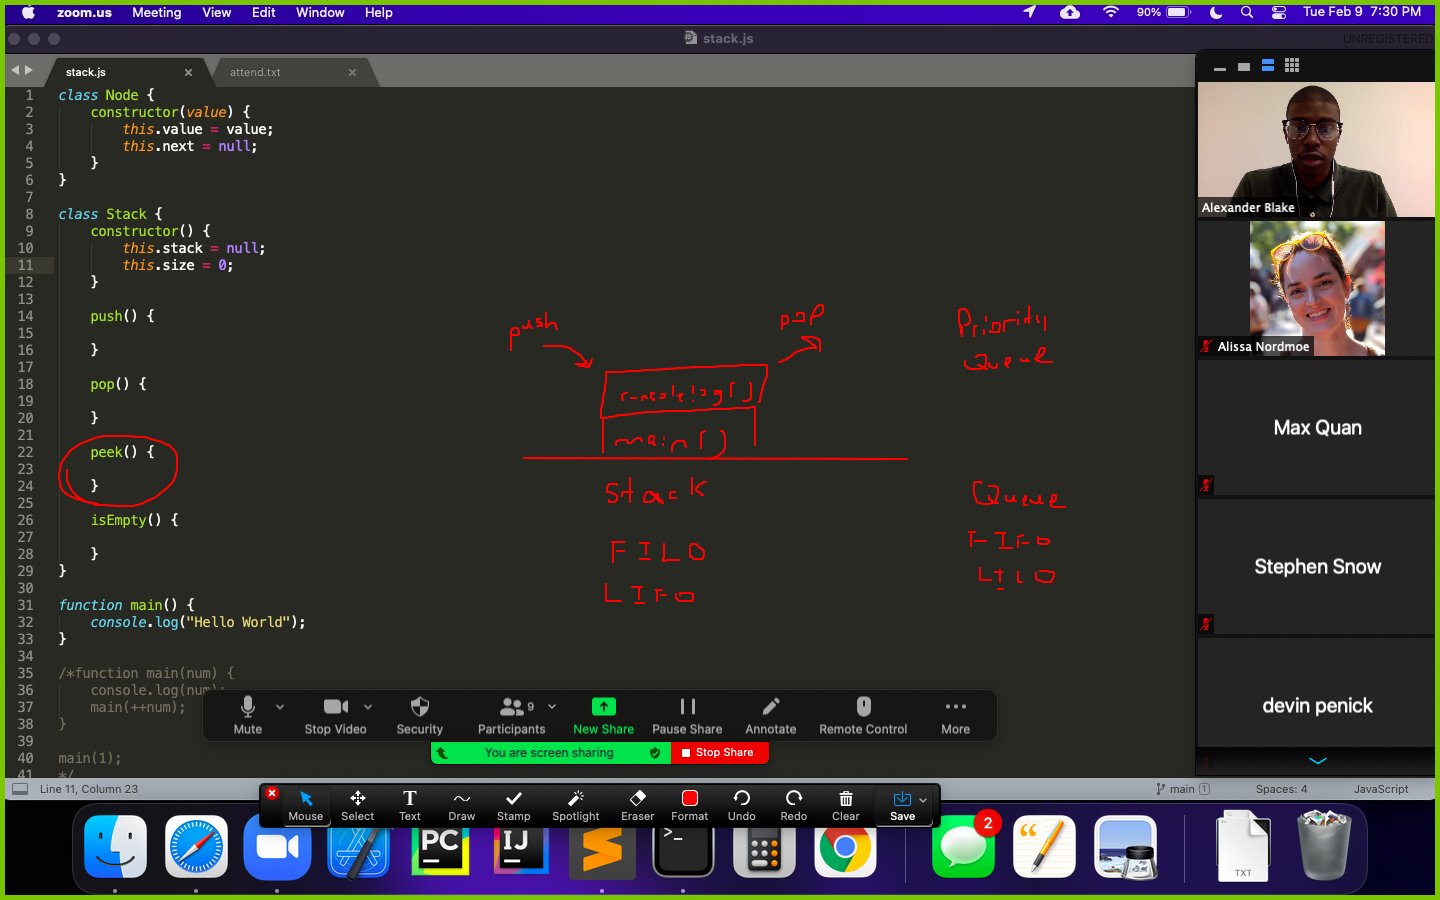 zoom.us Meeting View Edit Window Help 90% Tue Feb 9 7:30 PM
stack.js UNREGISTERED
stack.js × attend.txt ×
1 class Node {
2 constructor(value) {
3 this.value = value;
4 this.next = null;
5 }
6 }
7
8 class Stack {
9 constructor() {
10 this.stack = null;
11 this.size = 0;
12 }
13
14 push() {
15
16 }
17
18 pop() {
19
20 }
21
22 peek() {
23
24 }
25
26 isEmpty() {
27
28 }
29 }
30
31 function main() {
32 console.log("Hello World");
33 }
34
35 /*function main(num) {
36 console.log(num);
37 main(++num);
38 }
39
40 main(1);
41 */
push
pop
console.log()
main()
Stack
FILO
LIFO
Priority
Queue
Queue
FIFO
LILO
Alexander Blake
Alissa Nordmoe
Max Quan
Stephen Snow
devin penick
9
Mute Stop Video Security Participants New Share Pause Share Annotate Remote Control More
You are screen sharing Stop Share
Line 11, Column 23 main 1 Spaces: 4 JavaScript
Mouse Select Text Draw Stamp Spotlight Eraser Format Undo Redo Clear Save
PC
IJ
>_
2
TXT